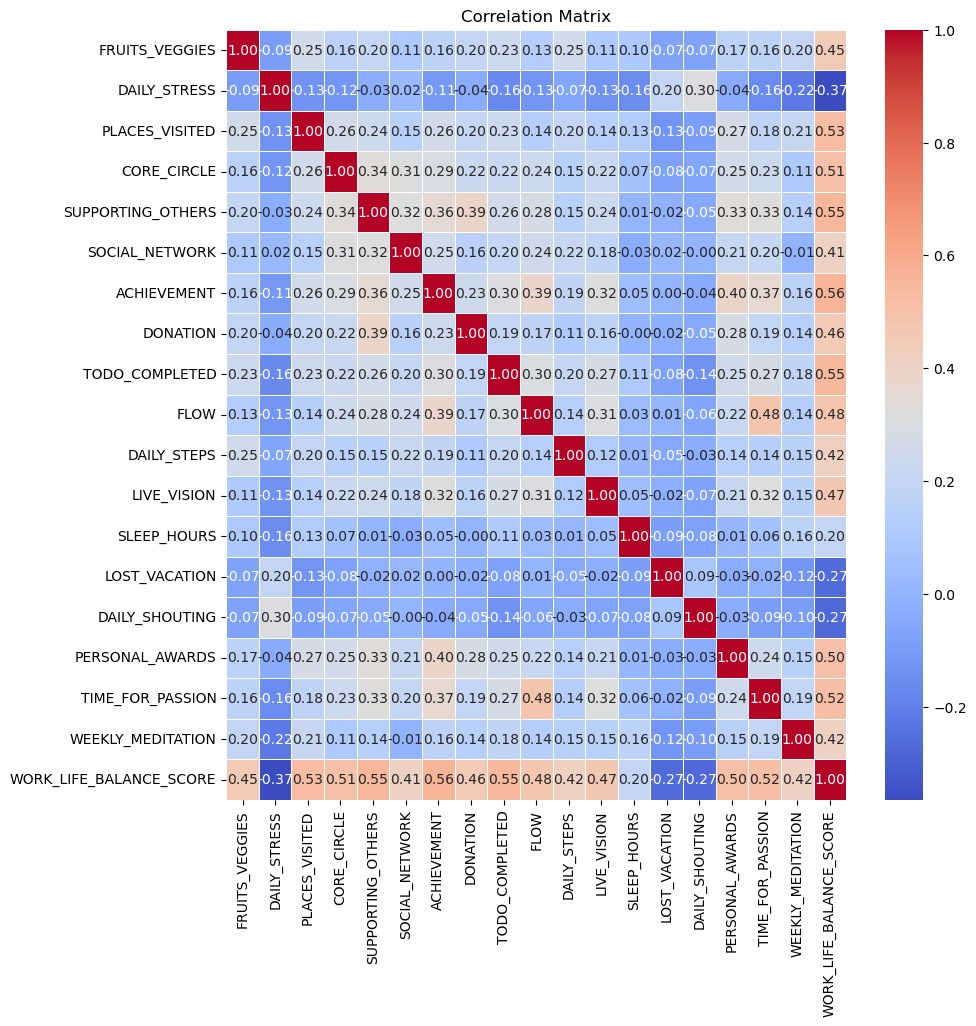 Correlation Matrix
FRUITS_VEGGIES 1.00 -0.09 0.25 0.16 0.20 0.11 0.16 0.20 0.23 0.13 0.25 0.11 0.10 -0.07 -0.07 0.17 0.16 0.20 0.45
DAILY_STRESS -0.09 1.00 -0.13 -0.12 -0.03 0.02 -0.11 -0.04 -0.16 -0.13 -0.07 -0.13 -0.16 0.20 0.30 -0.04 -0.16 -0.22 -0.37
PLACES_VISITED 0.25 -0.13 1.00 0.26 0.24 0.15 0.26 0.20 0.23 0.14 0.20 0.14 0.13 -0.13 -0.09 0.27 0.18 0.21 0.53
CORE_CIRCLE 0.16 -0.12 0.26 1.00 0.34 0.31 0.29 0.22 0.22 0.24 0.15 0.22 0.07 -0.08 -0.07 0.25 0.23 0.11 0.51
SUPPORTING_OTHERS 0.20 -0.03 0.24 0.34 1.00 0.32 0.36 0.39 0.26 0.28 0.15 0.24 0.01 -0.02 -0.05 0.33 0.33 0.14 0.55
SOCIAL_NETWORK 0.11 0.02 0.15 0.31 0.32 1.00 0.25 0.16 0.20 0.24 0.22 0.18 -0.03 0.02 -0.00 0.21 0.20 -0.01 0.41
ACHIEVEMENT 0.16 -0.11 0.26 0.29 0.36 0.25 1.00 0.23 0.30 0.39 0.19 0.32 0.05 0.00 -0.04 0.40 0.37 0.16 0.56
DONATION 0.20 -0.04 0.20 0.22 0.39 0.16 0.23 1.00 0.19 0.17 0.11 0.16 -0.00 -0.02 -0.05 0.28 0.19 0.14 0.46
TODO_COMPLETED 0.23 -0.16 0.23 0.22 0.26 0.20 0.30 0.19 1.00 0.30 0.20 0.27 0.11 -0.08 -0.14 0.25 0.27 0.18 0.55
FLOW 0.13 -0.13 0.14 0.24 0.28 0.24 0.39 0.17 0.30 1.00 0.14 0.31 0.03 0.01 -0.06 0.22 0.48 0.14 0.48
DAILY_STEPS 0.25 -0.07 0.20 0.15 0.15 0.22 0.19 0.11 0.20 0.14 1.00 0.12 0.01 -0.05 -0.03 0.14 0.14 0.15 0.42
LIVE_VISION 0.11 -0.13 0.14 0.22 0.24 0.18 0.32 0.16 0.27 0.31 0.12 1.00 0.05 -0.02 -0.07 0.21 0.32 0.15 0.47
SLEEP_HOURS 0.10 -0.16 0.13 0.07 0.01 -0.03 0.05 -0.00 0.11 0.03 0.01 0.05 1.00 -0.09 -0.08 0.01 0.06 0.16 0.20
LOST_VACATION -0.07 0.20 -0.13 -0.08 -0.02 0.02 0.00 -0.02 -0.08 0.01 -0.05 -0.02 -0.09 1.00 0.09 -0.03 -0.02 -0.12 -0.27
DAILY_SHOUTING -0.07 0.30 -0.09 -0.07 -0.05 -0.00 -0.04 -0.05 -0.14 -0.06 -0.03 -0.07 -0.08 0.09 1.00 -0.03 -0.09 -0.10 -0.27
PERSONAL_AWARDS 0.17 -0.04 0.27 0.25 0.33 0.21 0.40 0.28 0.25 0.22 0.14 0.21 0.01 -0.03 -0.03 1.00 0.24 0.15 0.50
TIME_FOR_PASSION 0.16 -0.16 0.18 0.23 0.33 0.20 0.37 0.19 0.27 0.48 0.14 0.32 0.06 -0.02 -0.09 0.24 1.00 0.19 0.52
WEEKLY_MEDITATION 0.20 -0.22 0.21 0.11 0.14 -0.01 0.16 0.14 0.18 0.14 0.15 0.15 0.16 -0.12 -0.10 0.15 0.19 1.00 0.42
WORK_LIFE_BALANCE_SCORE 0.45 -0.37 0.53 0.51 0.55 0.41 0.56 0.46 0.55 0.48 0.42 0.47 0.20 -0.27 -0.27 0.50 0.52 0.42 1.00
FRUITS_VEGGIES
DAILY_STRESS
PLACES_VISITED
CORE_CIRCLE
SUPPORTING_OTHERS
SOCIAL_NETWORK
ACHIEVEMENT
DONATION
TODO_COMPLETED
FLOW
DAILY_STEPS
LIVE_VISION
SLEEP_HOURS
LOST_VACATION
DAILY_SHOUTING
PERSONAL_AWARDS
TIME_FOR_PASSION
WEEKLY_MEDITATION
WORK_LIFE_BALANCE_SCORE
1.0
0.8
0.6
0.4
0.2
0.0
−0.2